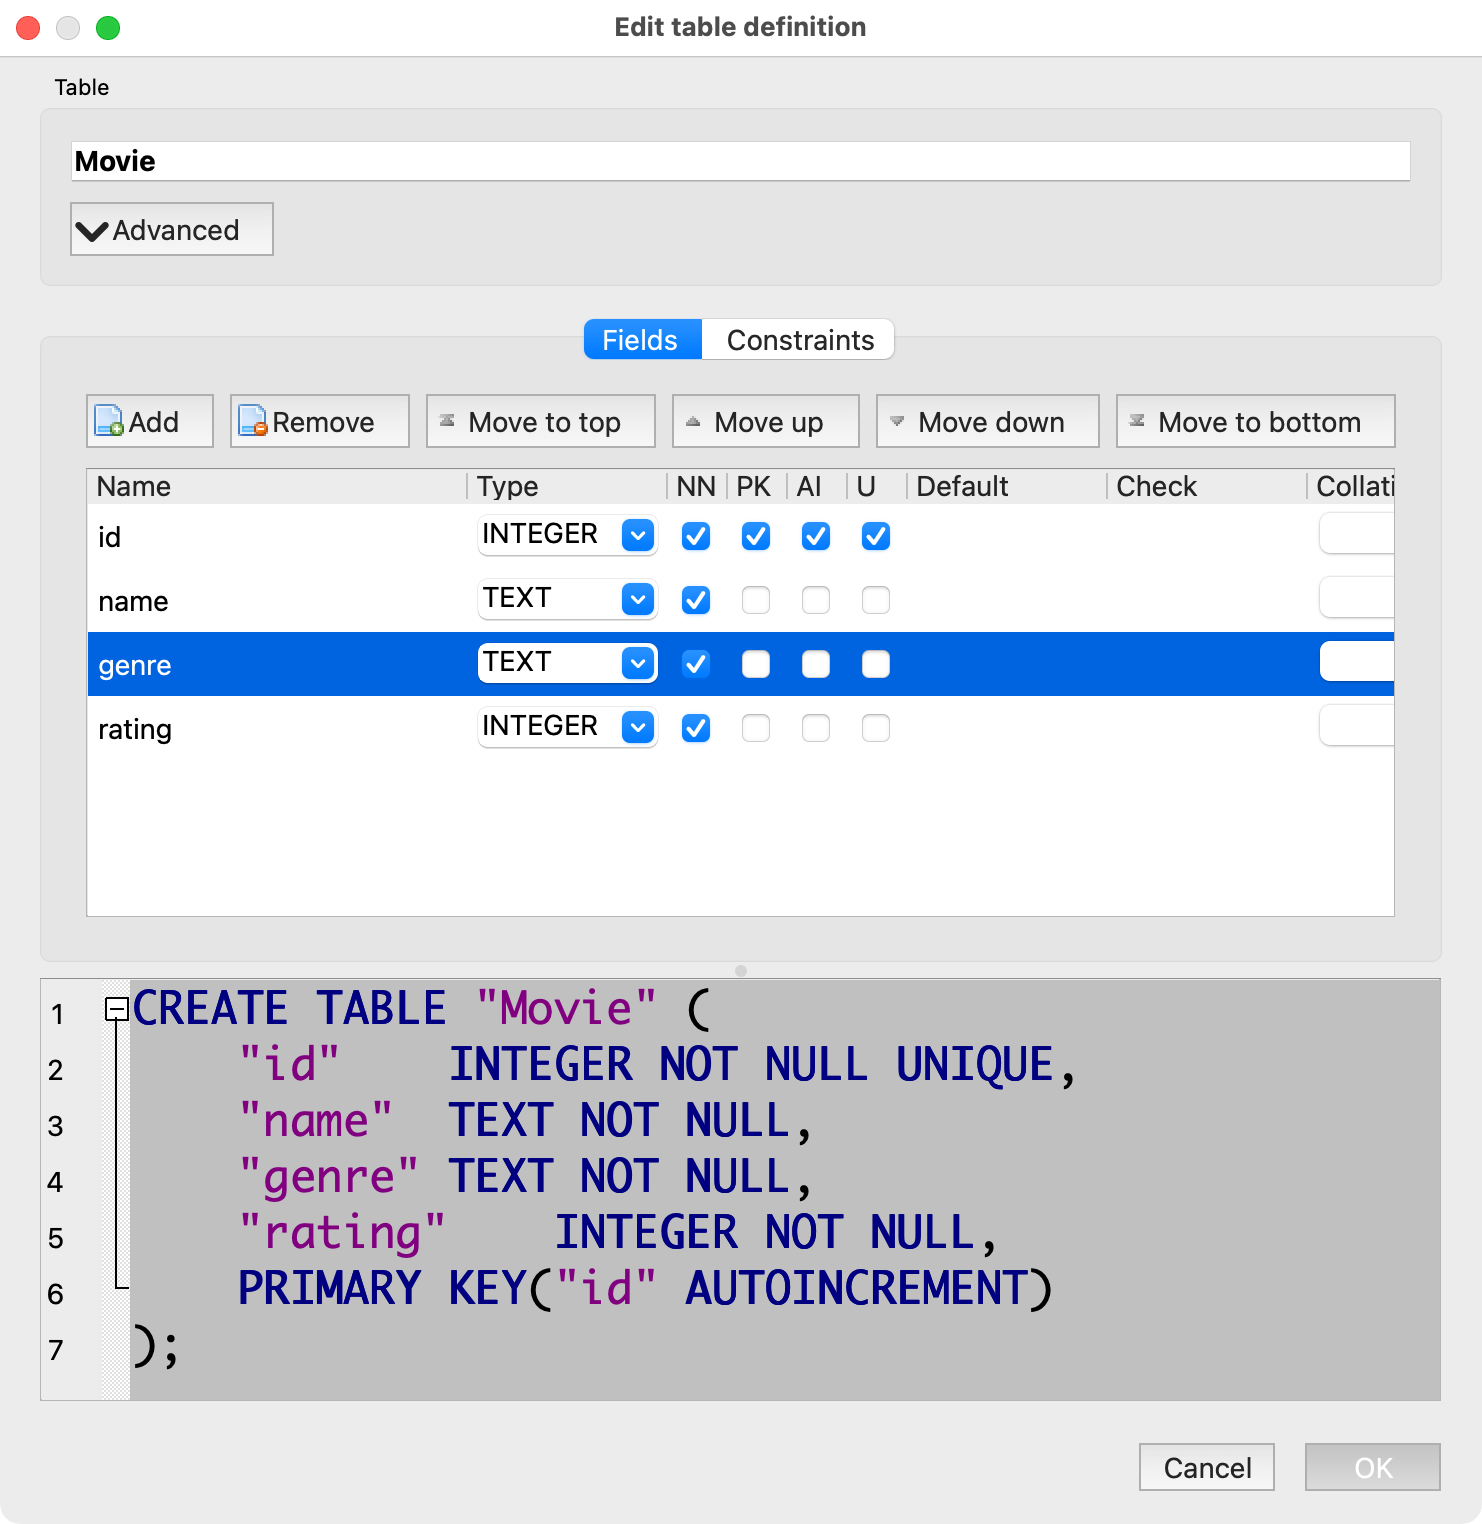 Edit table definition
Table
Movie
Advanced
Fields Constraints
Add Remove Move to top Move up Move down Move to bottom
Name Type NN PK AI U Default Check Collati
id INTEGER
name TEXT
genre TEXT
rating INTEGER
1 CREATE TABLE "Movie" (
2 "id" INTEGER NOT NULL UNIQUE,
3 "name" TEXT NOT NULL,
4 "genre" TEXT NOT NULL,
5 "rating" INTEGER NOT NULL,
6 PRIMARY KEY("id" AUTOINCREMENT)
7 );
Cancel OK